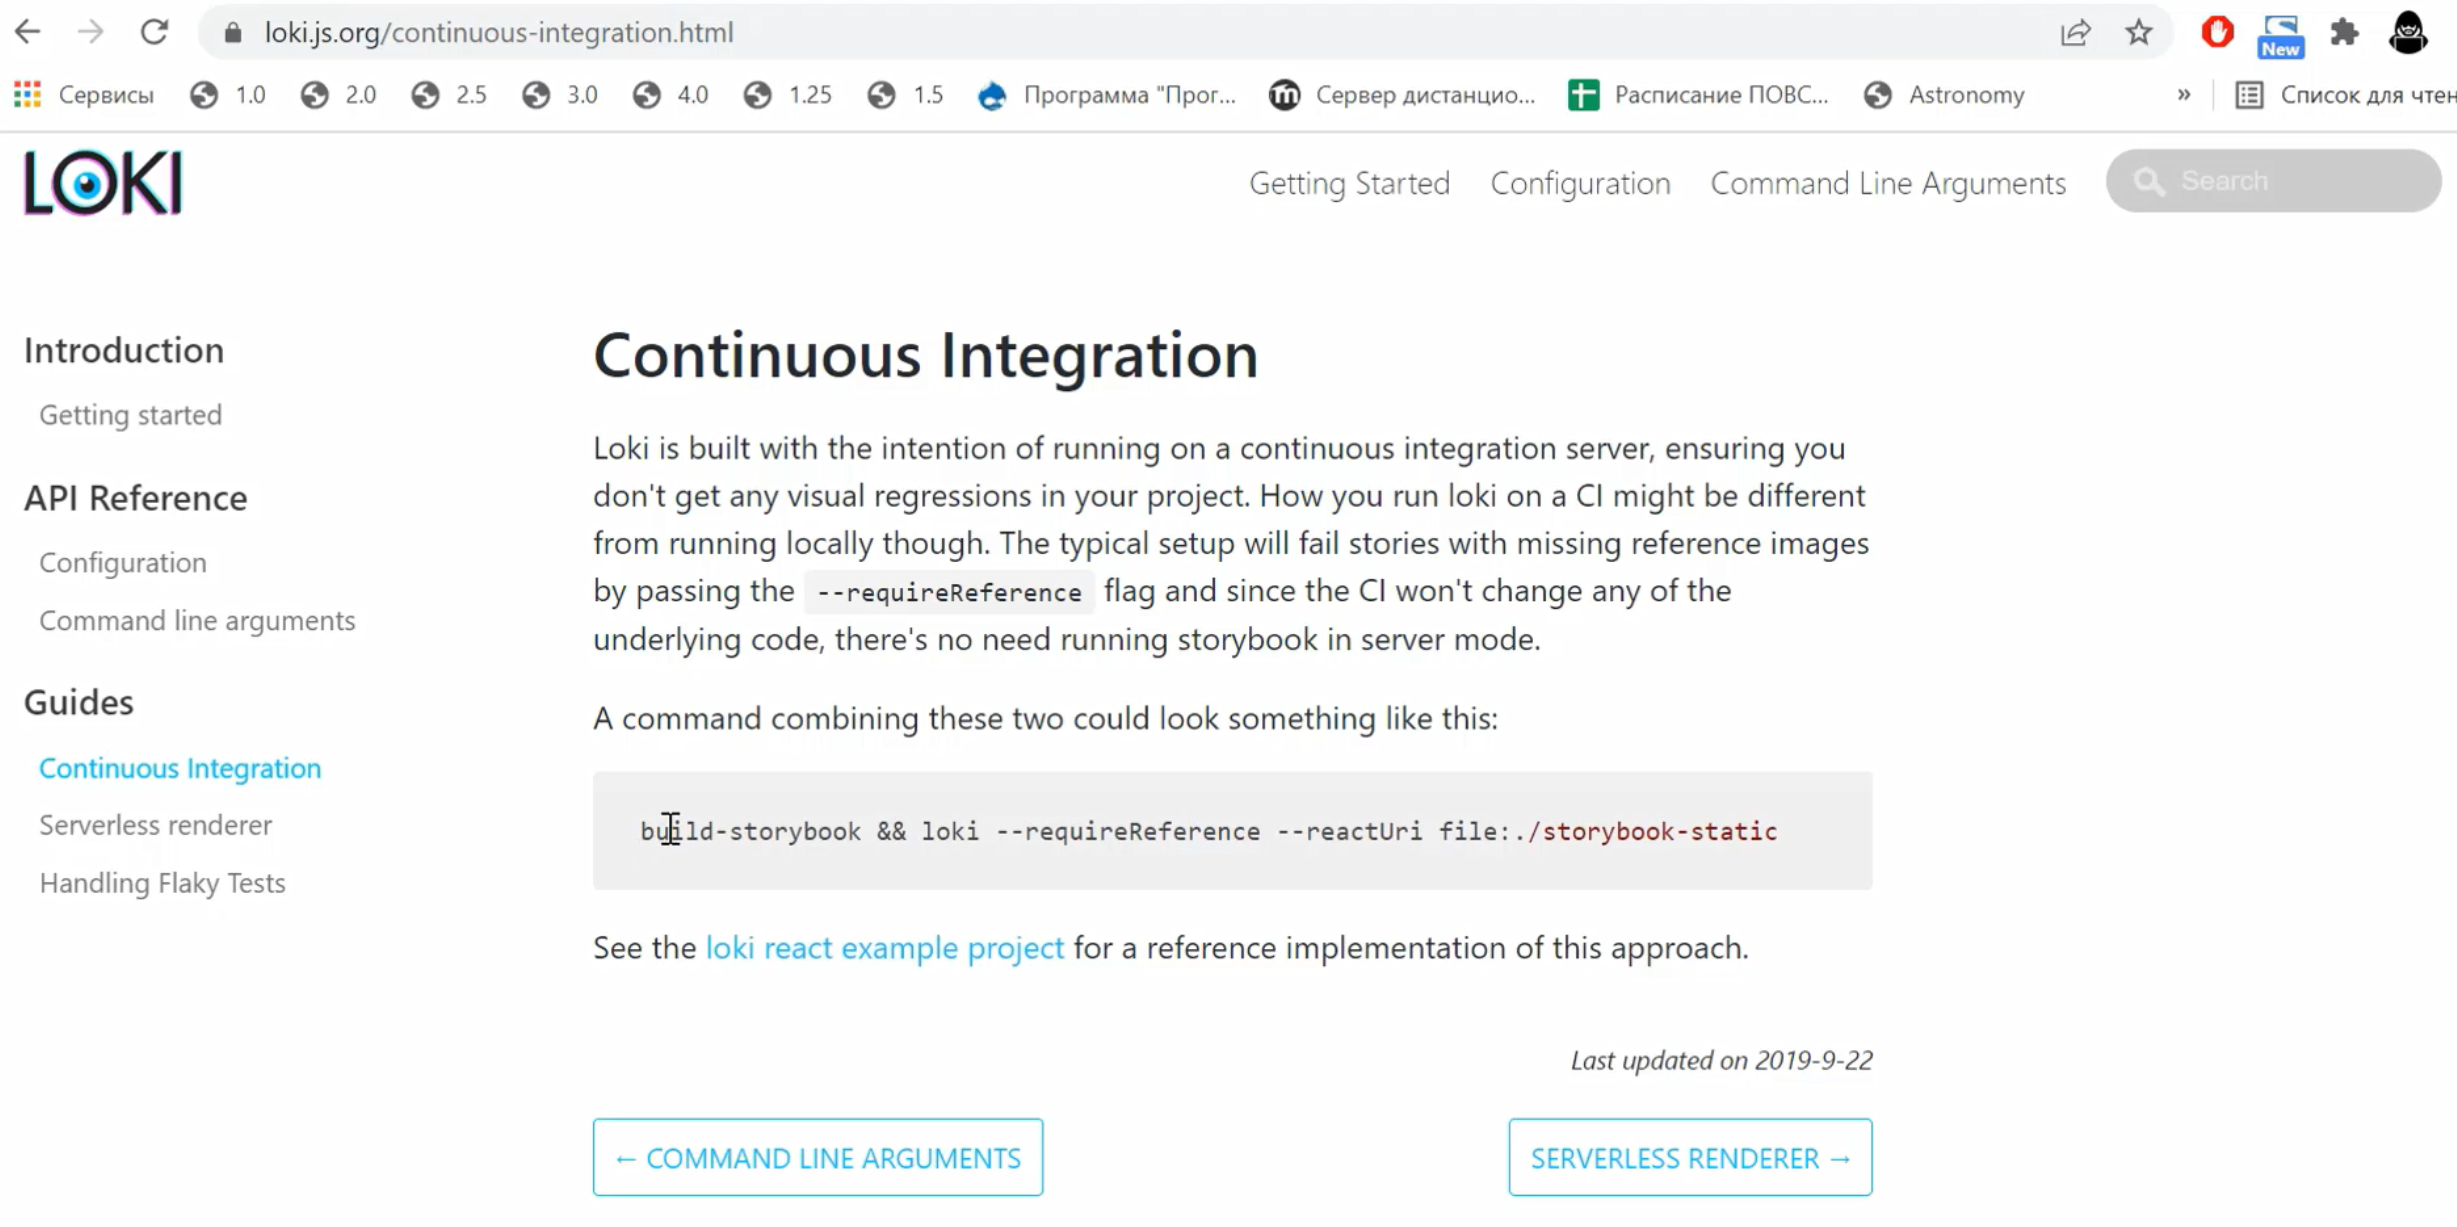 loki.js.org/continuous-integration.html
New
Сервисы 1.0 2.0 2.5 3.0 4.0 1.25 1.5 Программа "Прог... Сервер дистанцио... Расписание ПОВС... Astronomy » Список для чтен
LOKI
Getting Started Configuration Command Line Arguments Search
Introduction
Getting started
API Reference
Configuration
Command line arguments
Guides
Continuous Integration
Serverless renderer
Handling Flaky Tests
Continuous Integration
Loki is built with the intention of running on a continuous integration server, ensuring you
don't get any visual regressions in your project. How you run loki on a CI might be different
from running locally though. The typical setup will fail stories with missing reference images
by passing the --requireReference flag and since the CI won't change any of the
underlying code, there's no need running storybook in server mode.
A command combining these two could look something like this:
build-storybook && loki --requireReference --reactUri file:./storybook-static
See the loki react example project for a reference implementation of this approach.
Last updated on 2019-9-22
← COMMAND LINE ARGUMENTS
SERVERLESS RENDERER →